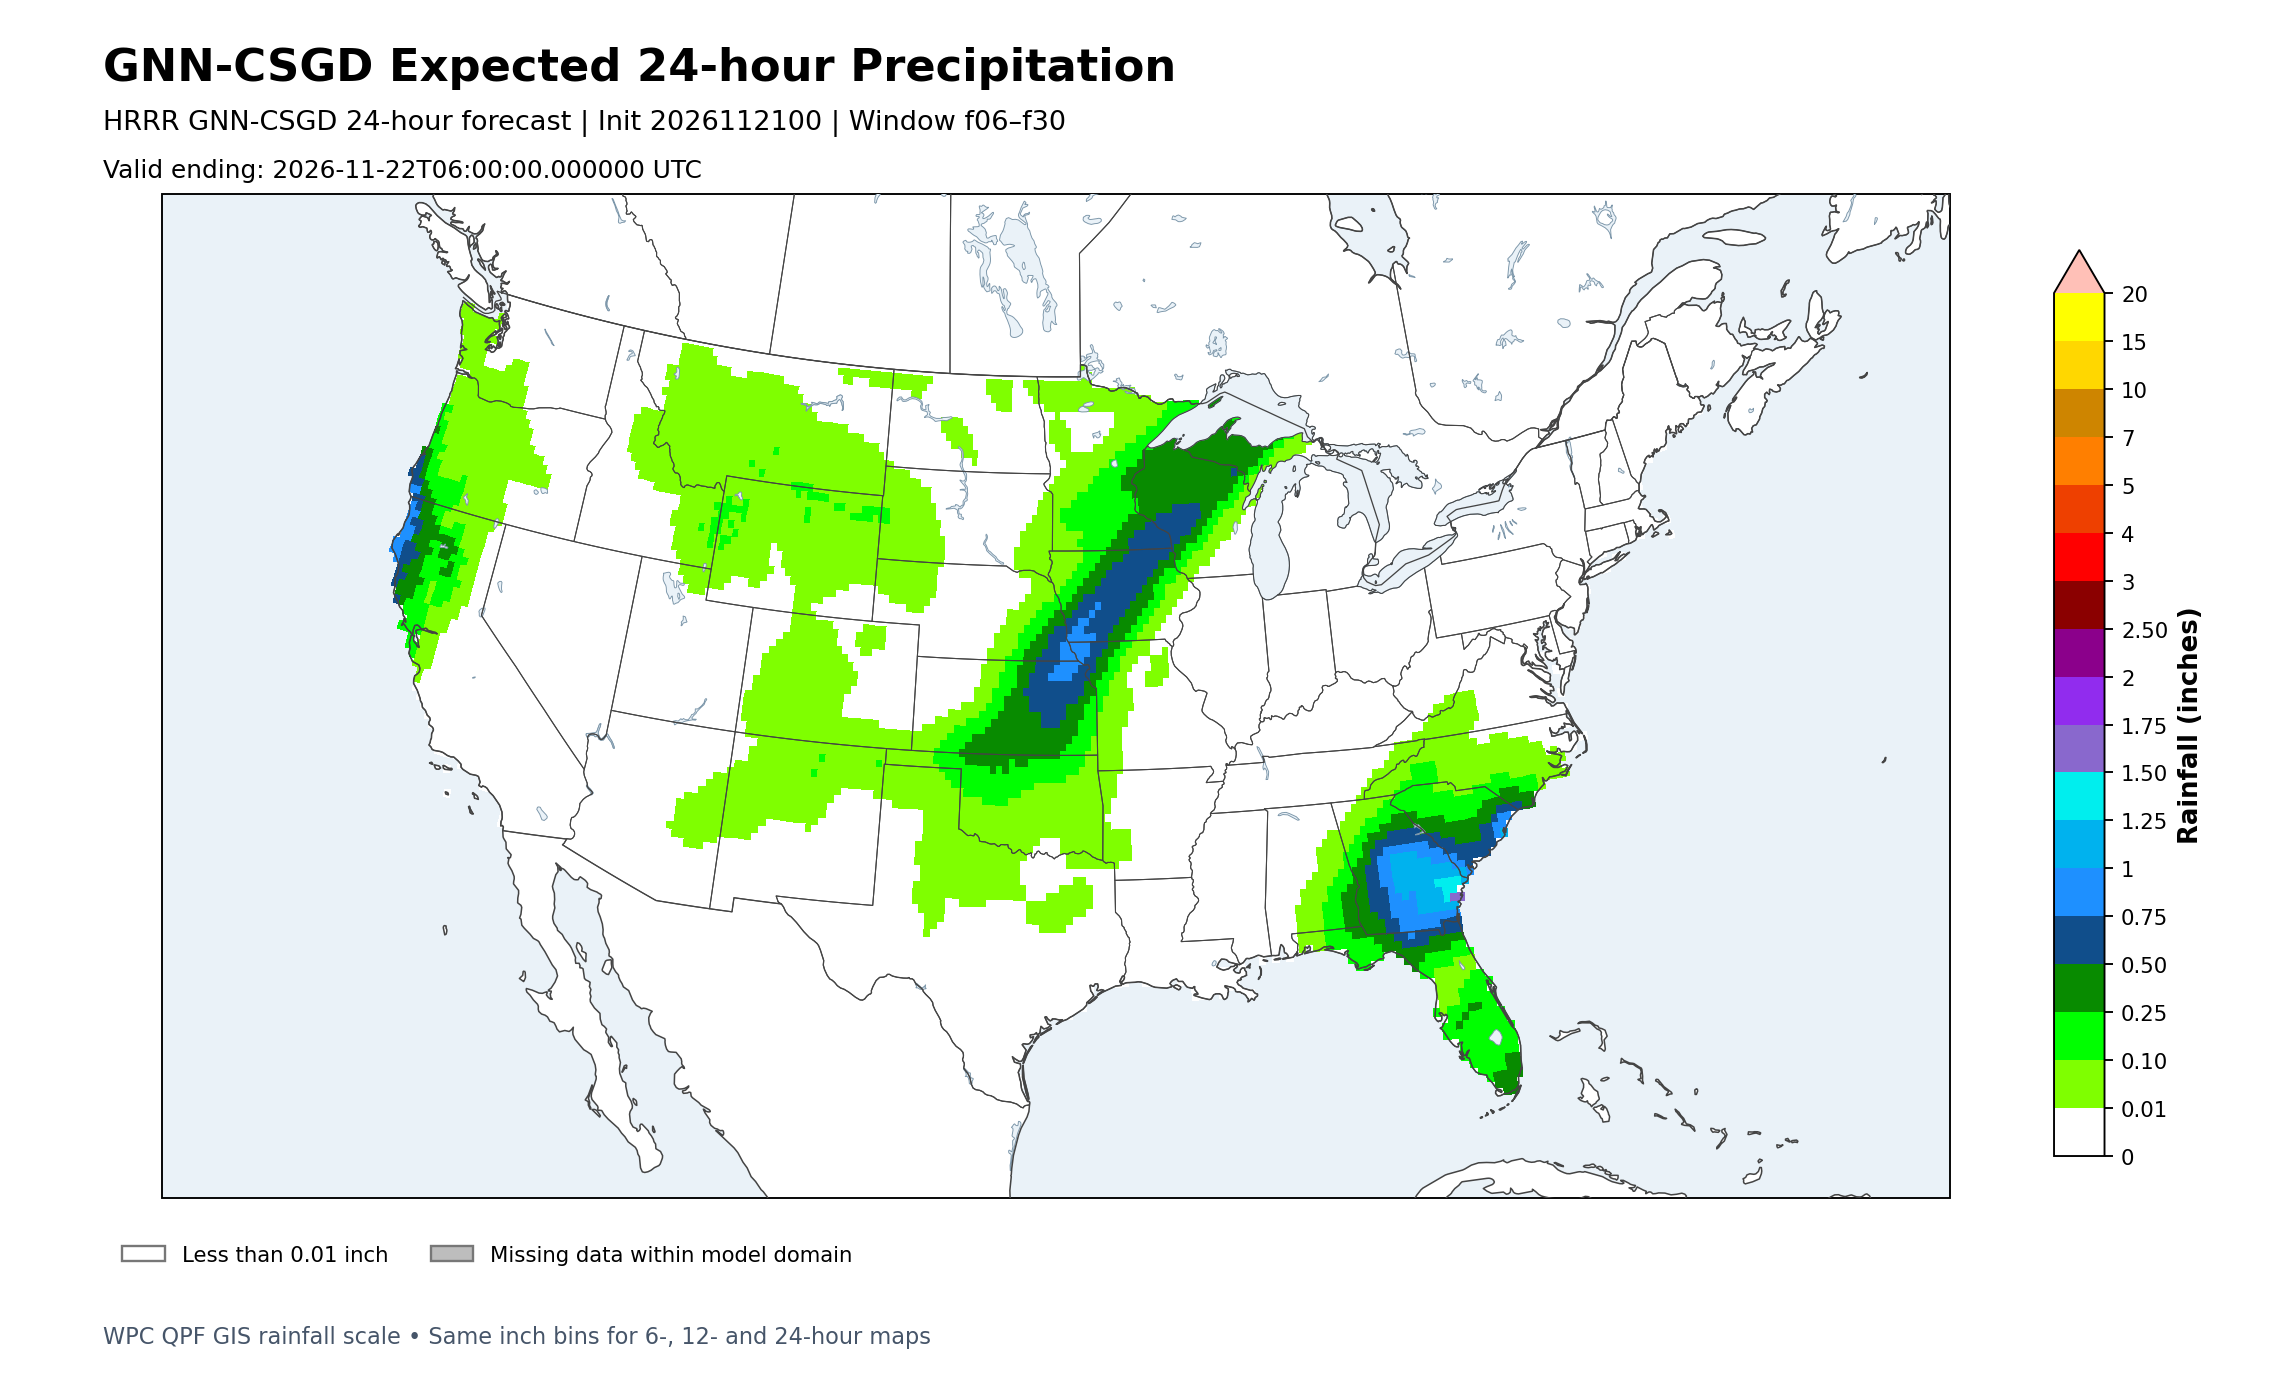 GNN-CSGD Expected 24-hour Precipitation
HRRR GNN-CSGD 24-hour forecast | Init 2026112100 | Window f06–f30
Valid ending: 2026-11-22T06:00:00.000000 UTC
20
15
10
7
5
4
3
2.50
2
1.75
1.50
1.25
1
0.75
0.50
0.25
0.10
0.01
0
Rainfall (inches)
Less than 0.01 inch
Missing data within model domain
WPC QPF GIS rainfall scale • Same inch bins for 6-, 12- and 24-hour maps